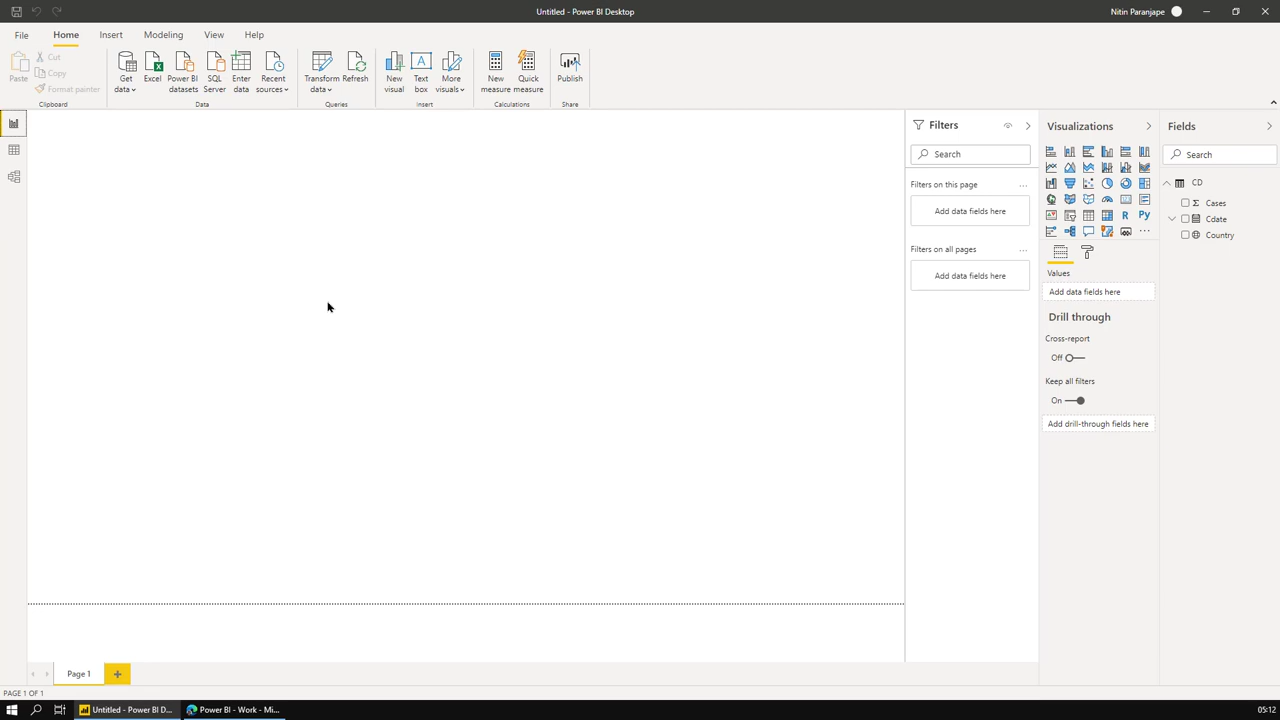 Untitled - Power BI Desktop
Nitin Paranjape
File Home Insert Modeling View Help
Paste
Cut
Copy
Format painter
Clipboard
Get data
Excel
Power BI datasets
SQL Server
Enter data
Recent sources
Data
Transform data
Refresh
Queries
New visual
Text box
More visuals
Insert
New measure
Quick measure
Calculations
Publish
Share
Filters
Search
Filters on this page
...
Add data fields here
Filters on all pages
...
Add data fields here
Visualizations
R Py
...
Values
Add data fields here
Drill through
Cross-report
Off
Keep all filters
On
Add drill-through fields here
Fields
Search
CD
Σ Cases
Cdate
Country
Page 1
PAGE 1 OF 1
Untitled - Power BI D...
Power BI - Work - Mi...
05:12